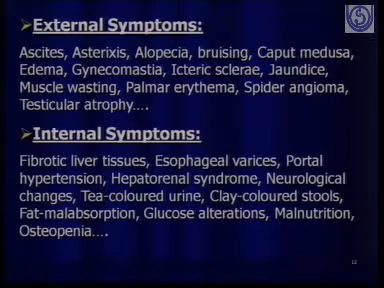 External Symptoms:
Ascites, Asterixis, Alopecia, bruising, Caput medusa,
Edema, Gynecomastia, Icteric sclerae, Jaundice,
Muscle wasting, Palmar erythema, Spider angioma,
Testicular atrophy….
Internal Symptoms:
Fibrotic liver tissues, Esophageal varices, Portal
hypertension, Hepatorenal syndrome, Neurological
changes, Tea-coloured urine, Clay-coloured stools,
Fat-malabsorption, Glucose alterations, Malnutrition,
Osteopenia….
12